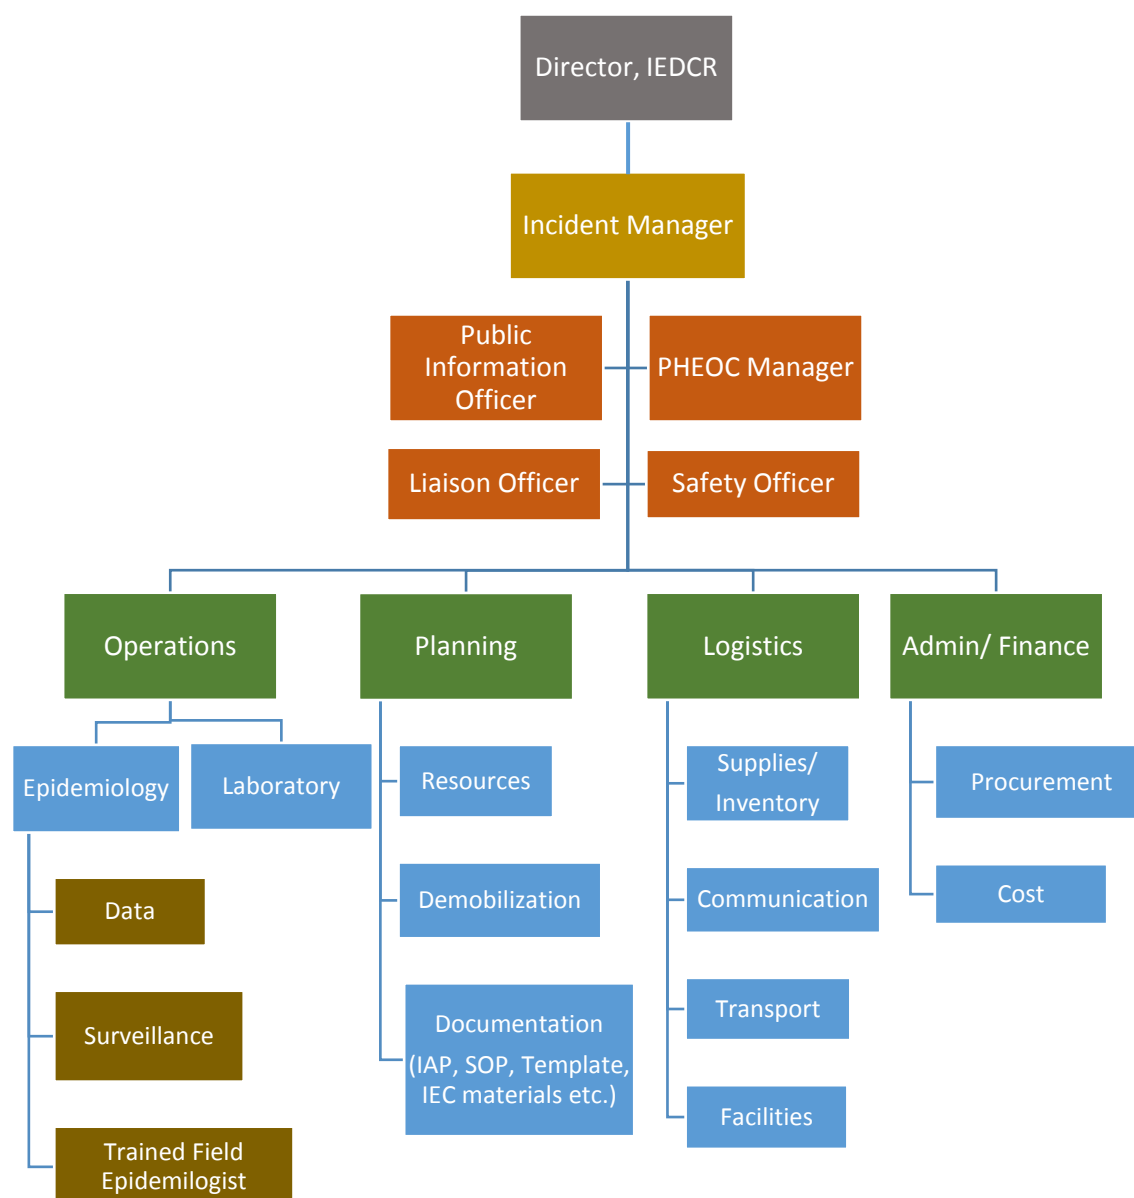 Director, IEDCR
Incident Manager
Public
Information
Officer
PHEOC Manager
Liaison Officer
Safety Officer
Operations
Planning
Logistics
Admin/ Finance
Epidemiology
Laboratory
Data
Surveillance
Trained Field
Epidemilogist
Resources
Demobilization
Documentation
(IAP, SOP, Template,
IEC materials etc.)
Supplies/
Inventory
Communication
Transport
Facilities
Procurement
Cost